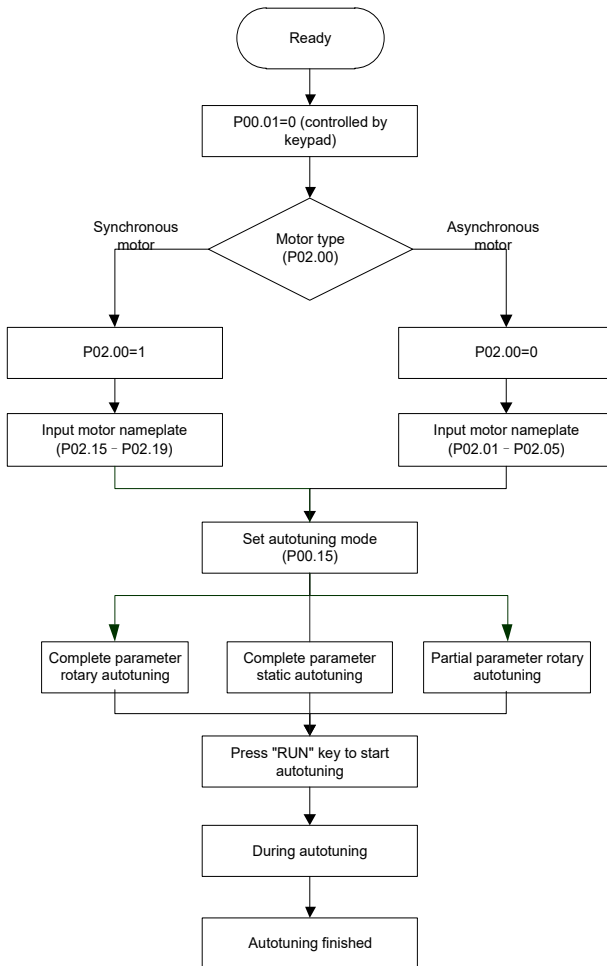 Ready
P00.01=0 (controlled by
keypad)
Synchronous
motor
Motor type
(P02.00)
Asynchronous
motor
P02.00=1
P02.00=0
Input motor nameplate
(P02.15﹣P02.19)
Input motor nameplate
(P02.01﹣P02.05)
Set autotuning mode
(P00.15)
Complete parameter
rotary autotuning
Complete parameter
static autotuning
Partial parameter rotary
autotuning
Press "RUN" key to start
autotuning
During autotuning
Autotuning finished